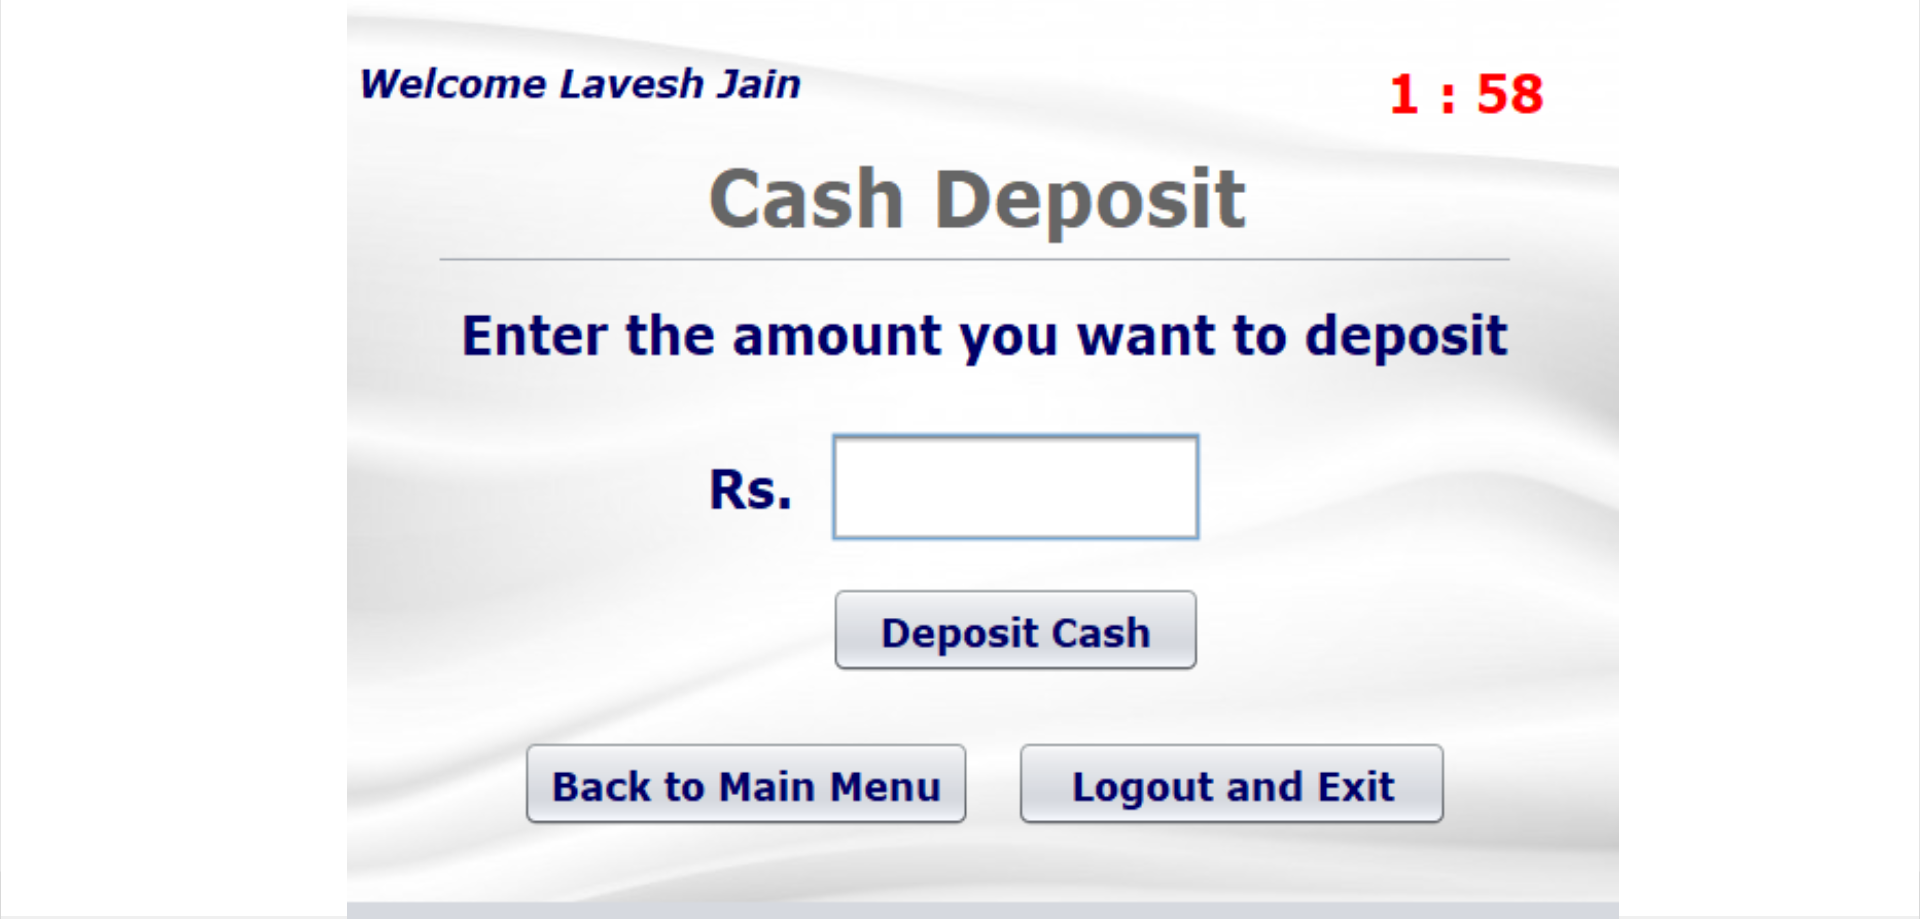 Welcome Lavesh Jain
1 : 58
Cash Deposit
Enter the amount you want to deposit
Rs.
Deposit Cash
Back to Main Menu
Logout and Exit